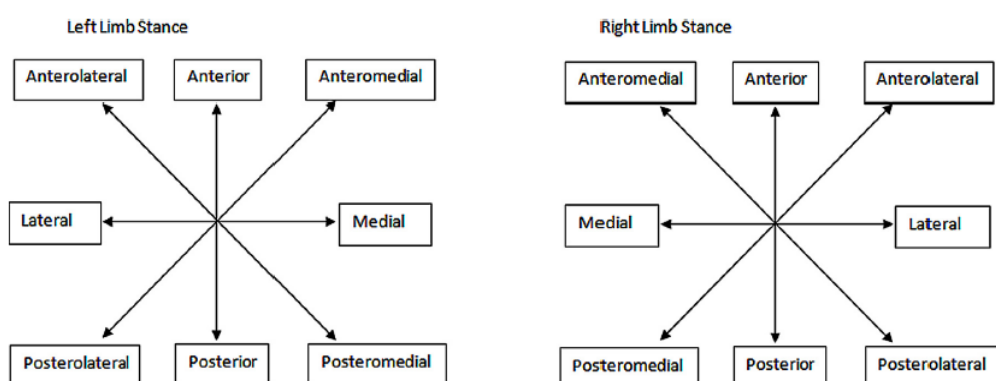 Left Limb Stance
Right Limb Stance
Anterolateral
Anterior
Anteromedial
Anteromedial
Anterior
Anterolateral
Lateral
Medial
Medial
Lateral
Posterolateral
Posterior
Posteromedial
Posteromedial
Posterior
Posterolateral